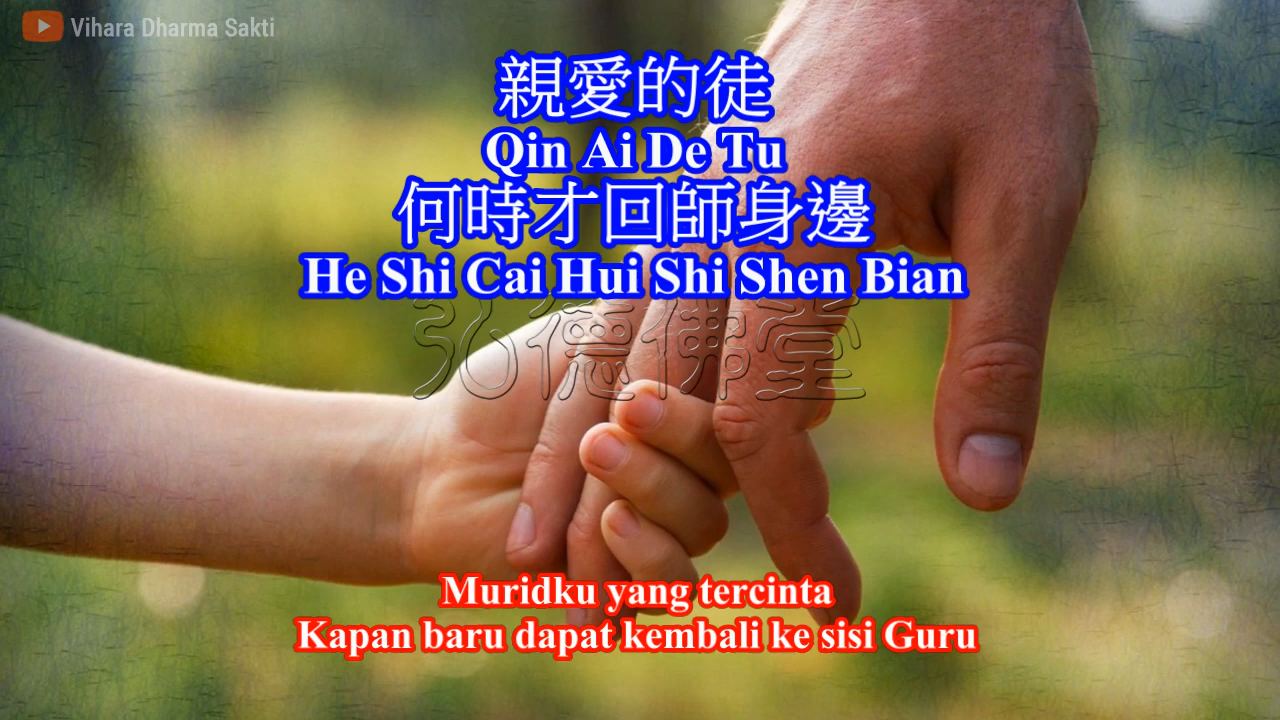 Vihara Dharma Sakti
親愛的徒
Qin Ai De Tu
何時才回師身邊
He Shi Cai Hui Shi Shen Bian
弘德佛堂
Muridku yang tercinta
Kapan baru dapat kembali ke sisi Guru